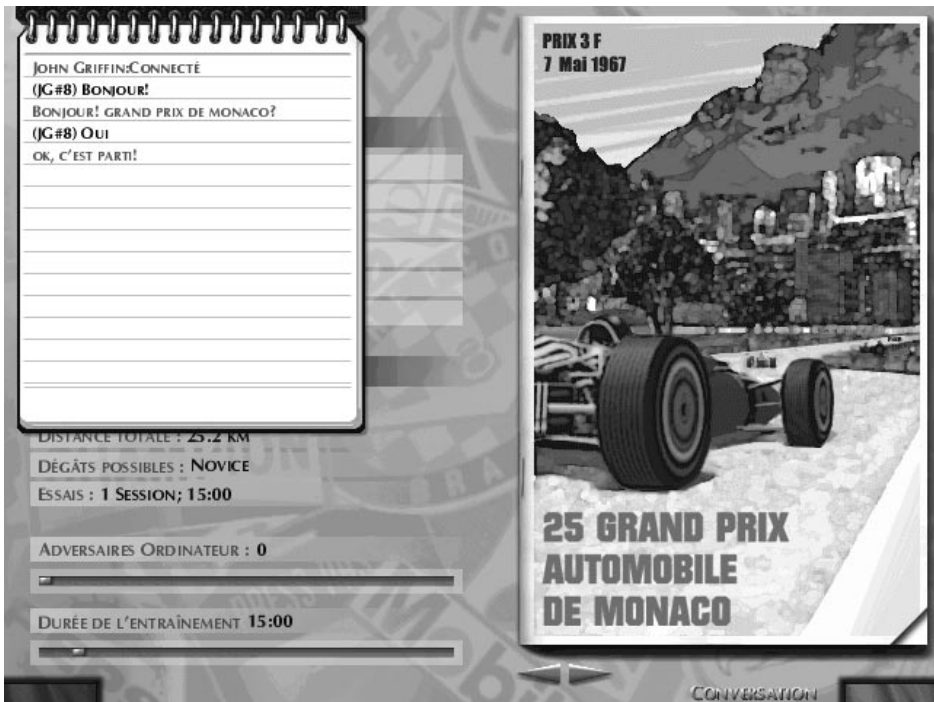 JOHN GRIFFIN:CONNECTÉ
(JG#8) BONJOUR!
BONJOUR! GRAND PRIX DE MONACO?
(JG#8) OUI
OK, C'EST PARTI!
DISTANCE TOTALE : 25.2 KM
DÉGÂTS POSSIBLES : NOVICE
ESSAIS : 1 SESSION; 15:00
ADVERSAIRES ORDINATEUR : 0
DURÉE DE L'ENTRAÎNEMENT 15:00
PRIX 3 F
7 Mai 1967
25 GRAND PRIX
AUTOMOBILE
DE MONACO
CONVERSATION